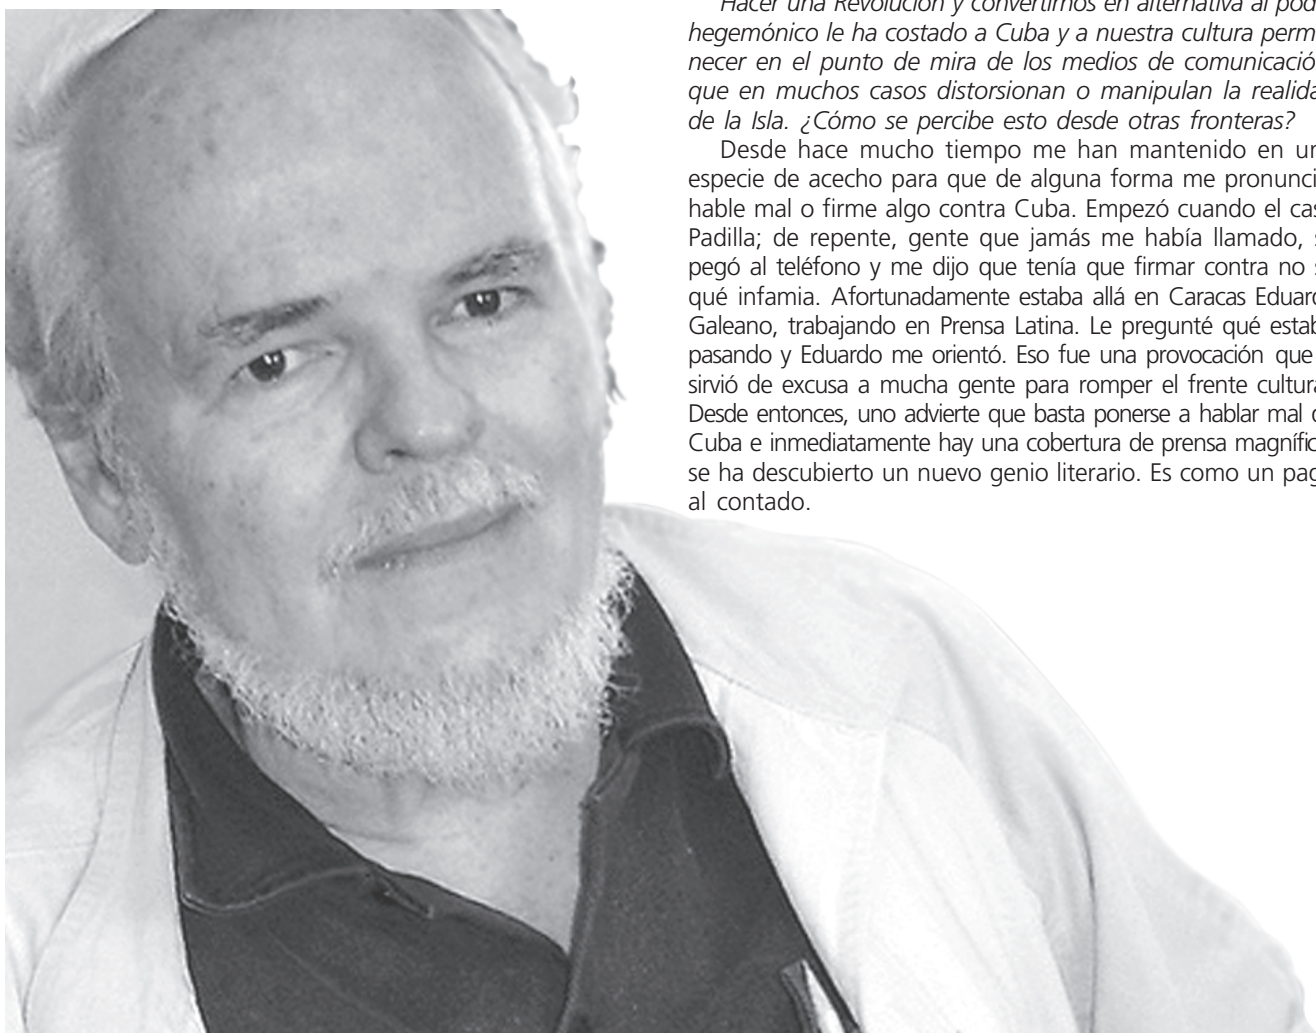 Hacer una Revolución y convertirnos en alternativa al pod
hegemónico le ha costado a Cuba y a nuestra cultura perm
necer en el punto de mira de los medios de comunicació
que en muchos casos distorsionan o manipulan la realida
de la Isla. ¿Cómo se percibe esto desde otras fronteras?
Desde hace mucho tiempo me han mantenido en un
especie de acecho para que de alguna forma me pronunci
hable mal o firme algo contra Cuba. Empezó cuando el cas
Padilla; de repente, gente que jamás me había llamado, s
pegó al teléfono y me dijo que tenía que firmar contra no s
qué infamia. Afortunadamente estaba allá en Caracas Eduard
Galeano, trabajando en Prensa Latina. Le pregunté qué estab
pasando y Eduardo me orientó. Eso fue una provocación que
sirvió de excusa a mucha gente para romper el frente cultura
Desde entonces, uno advierte que basta ponerse a hablar mal d
Cuba e inmediatamente hay una cobertura de prensa magnífic
se ha descubierto un nuevo genio literario. Es como un pag
al contado.